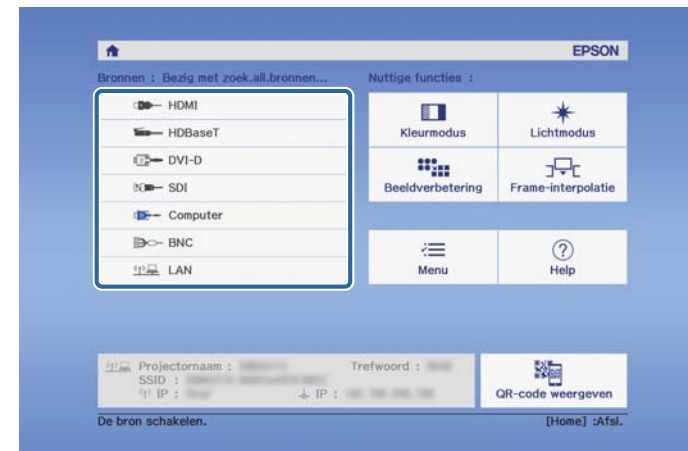 EPSON
Bronnen : Bezig met zoek.all.bronnen...
HDMI
HDBaseT
DVI-D
SDI
Computer
BNC
LAN
Nuttige functies :
Kleurmodus
Lichtmodus
Beeldverbetering
Frame-interpolatie
Menu
Help
Projectornaam :
Trefwoord :
SSID :
IP :
IP :
QR-code weergeven
De bron schakelen.
[Home] :Afsl.